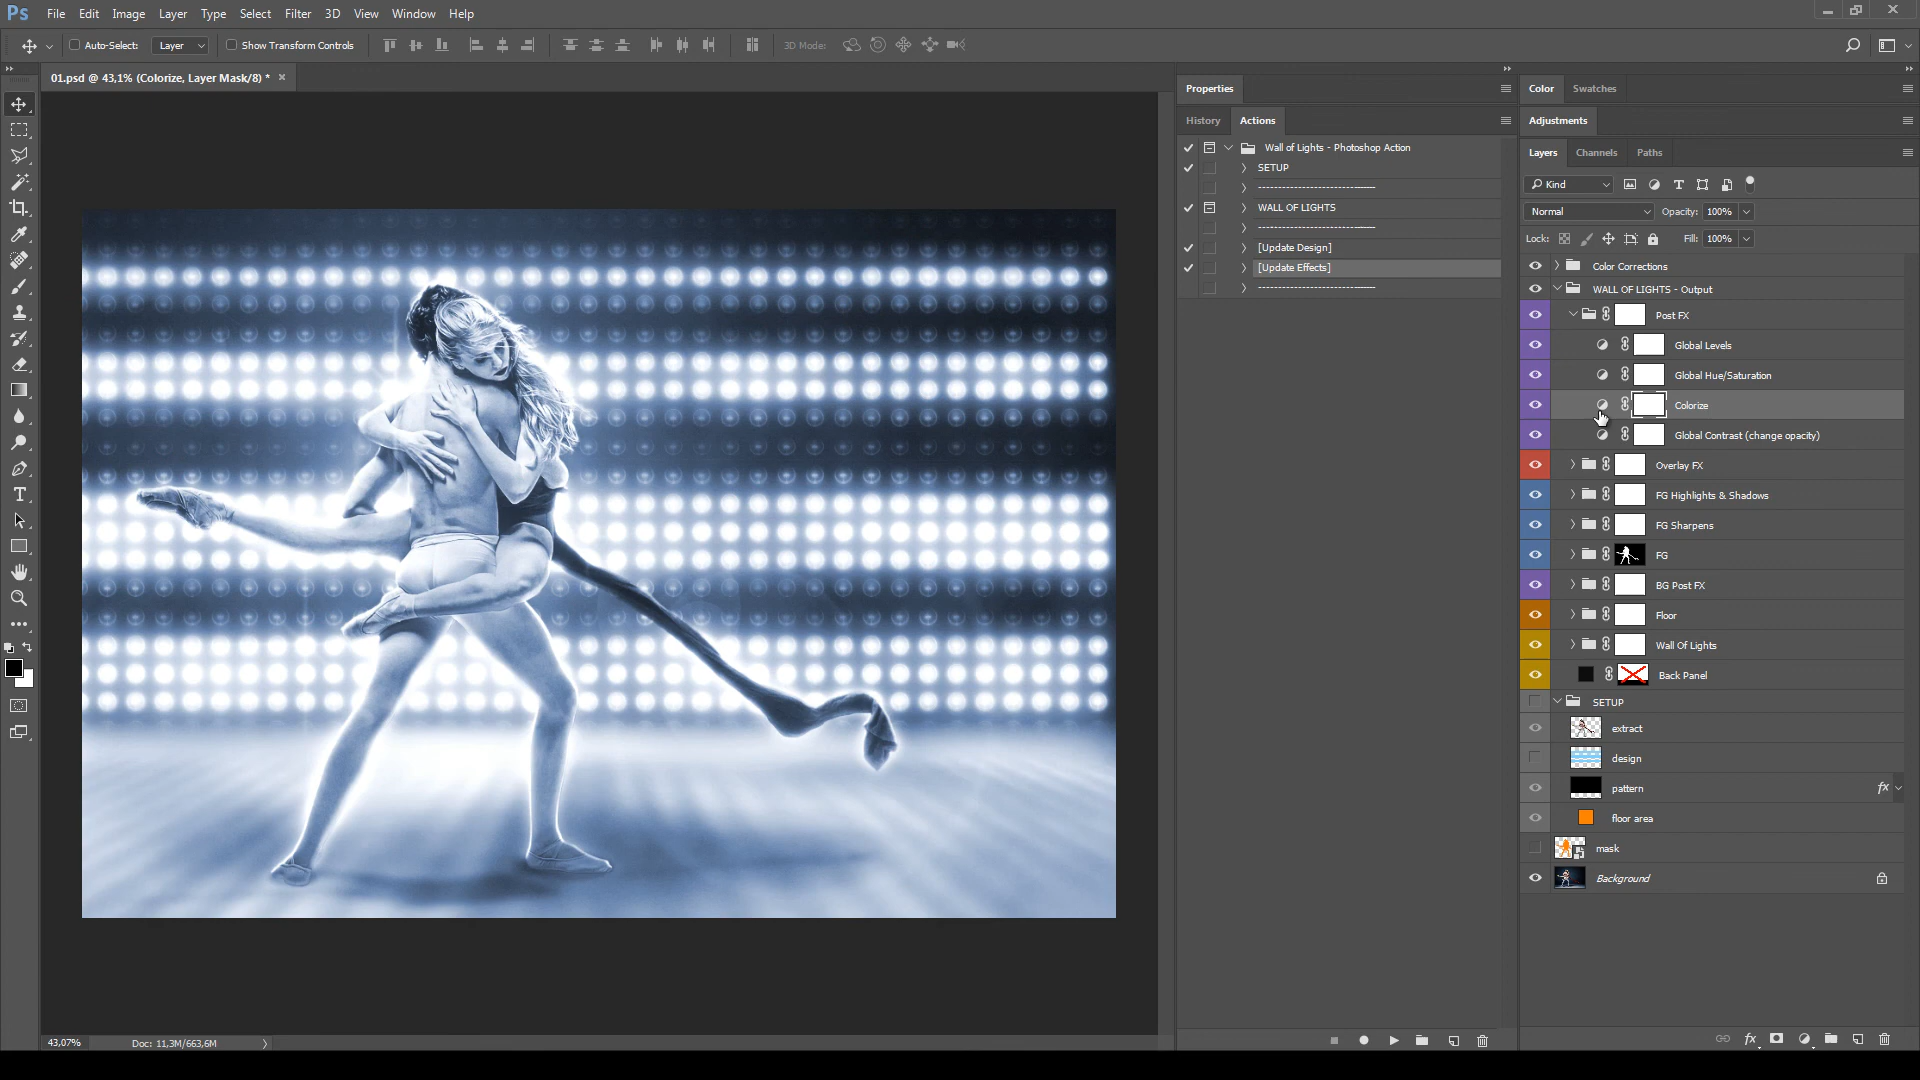 Ps File Edit Image Layer Type Select Filter 3D View Window Help
Auto-Select: Layer Show Transform Controls 3D Mode:
01.psd @ 43,1% (Colorize, Layer Mask/8) *
Properties
History Actions
Wall of Lights - Photoshop Action
SETUP
------------------------------
WALL OF LIGHTS
------------------------------
[Update Design]
[Update Effects]
------------------------------
Color Swatches
Adjustments
Layers Channels Paths
Kind
Normal Opacity: 100%
Lock: Fill: 100%
Color Corrections
WALL OF LIGHTS - Output
Post FX
Global Levels
Global Hue/Saturation
Colorize
Global Contrast (change opacity)
Overlay FX
FG Highlights & Shadows
FG Sharpens
FG
BG Post FX
Floor
Wall Of Lights
Back Panel
SETUP
extract
design
pattern fx
floor area
mask
Background
43,07% Doc: 11,3M/663,6M
fx